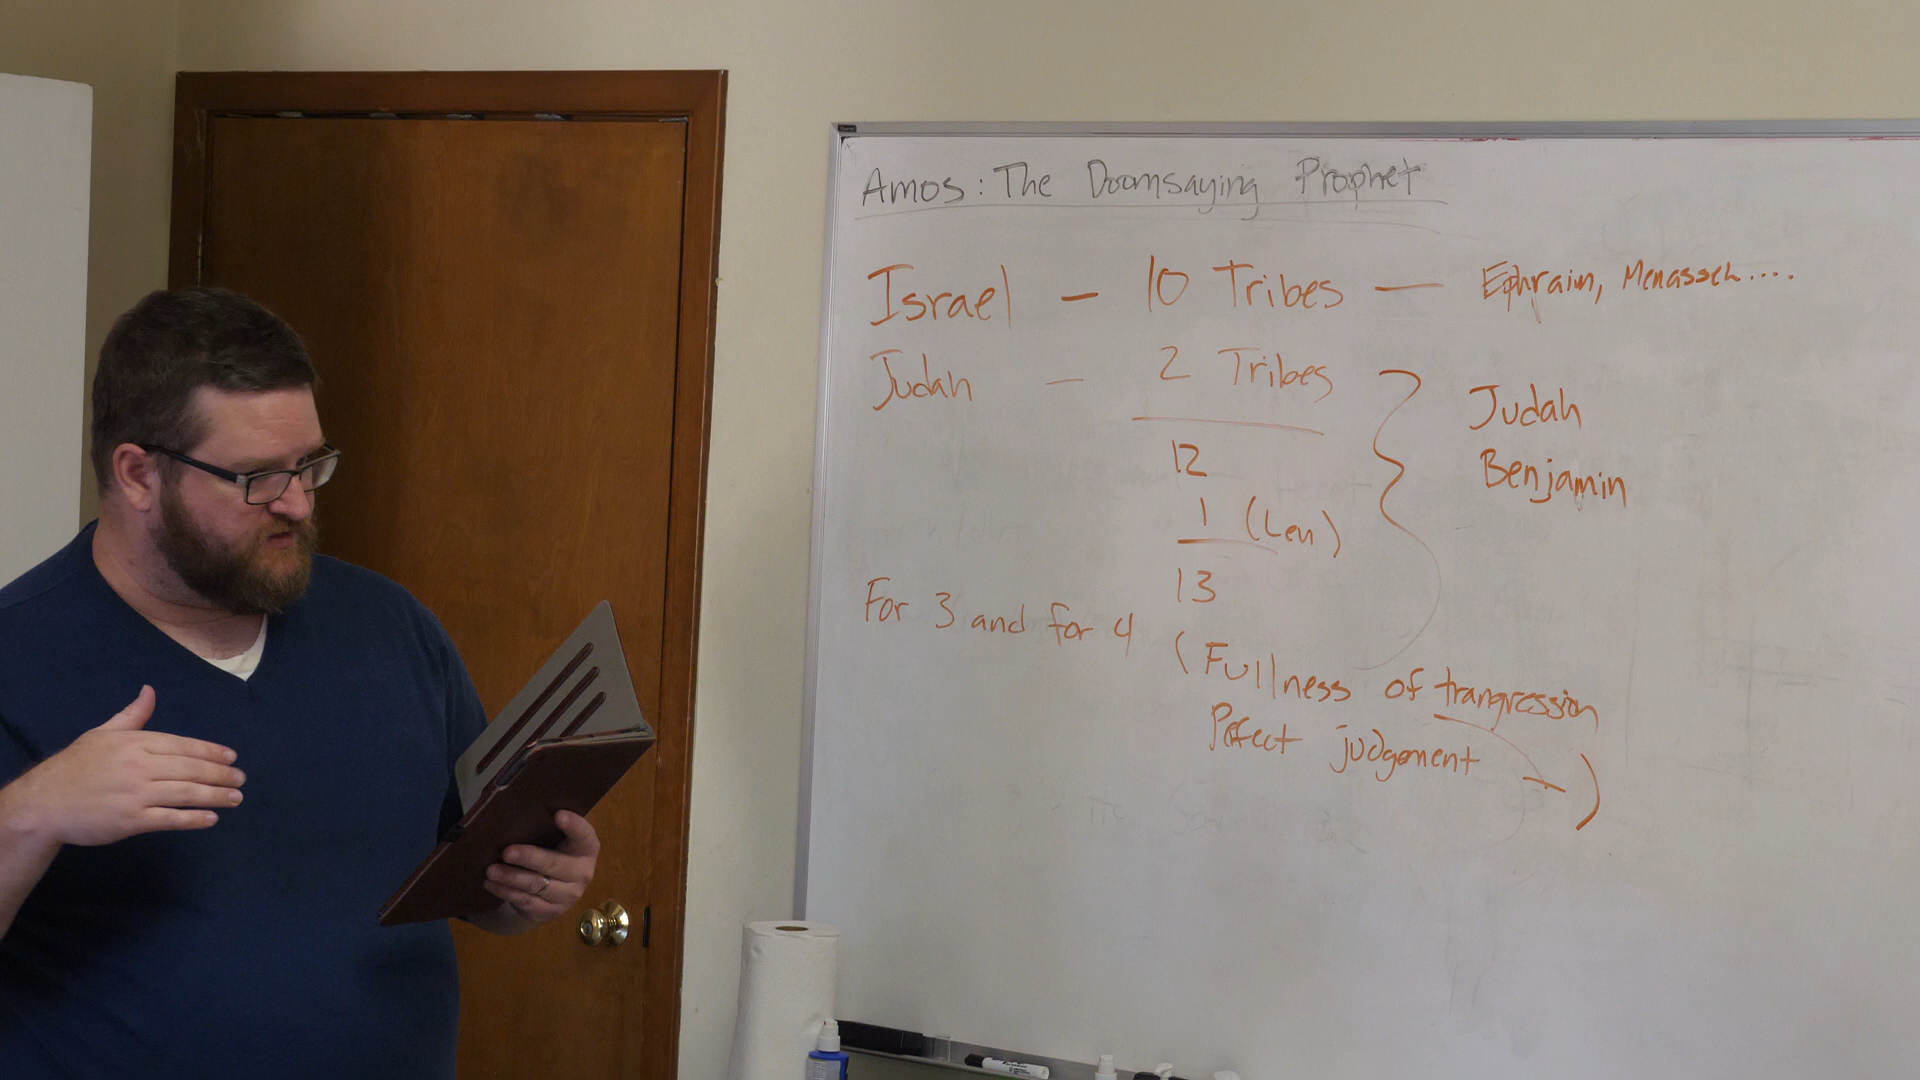 Amos: The Doomsaying Prophet
Israel — 10 Tribes — Ephraim, Menasseh....
Judah — 2 Tribes
Judah
Benjamin
12
1 (Levi)
13
For 3 and for 4
(Fullness of trangression
Pefect judgement —)